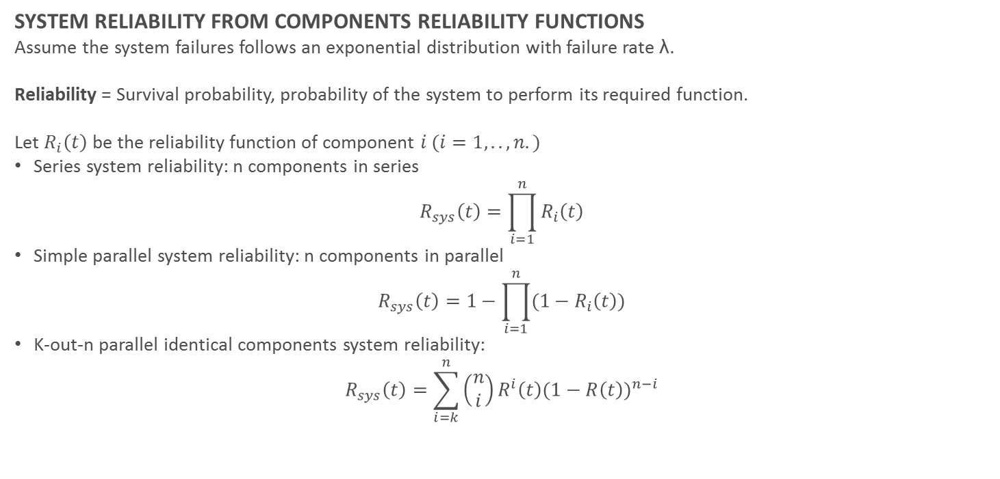 SYSTEM RELIABILITY FROM COMPONENTS RELIABILITY FUNCTIONS
Assume the system failures follows an exponential distribution with failure rate λ.
Reliability = Survival probability, probability of the system to perform its required function.
Let R_i(t) be the reliability function of component i (i = 1,..,n.)
• Series system reliability: n components in series
R_{sys}(t) = \prod_{i=1}^{n} R_i(t)
• Simple parallel system reliability: n components in parallel
R_{sys}(t) = 1 − \prod_{i=1}^{n} (1 − R_i(t))
• K-out-n parallel identical components system reliability:
R_{sys}(t) = \sum_{i=k}^{n} \binom{n}{i} R^i(t)(1 − R(t))^{n−i}